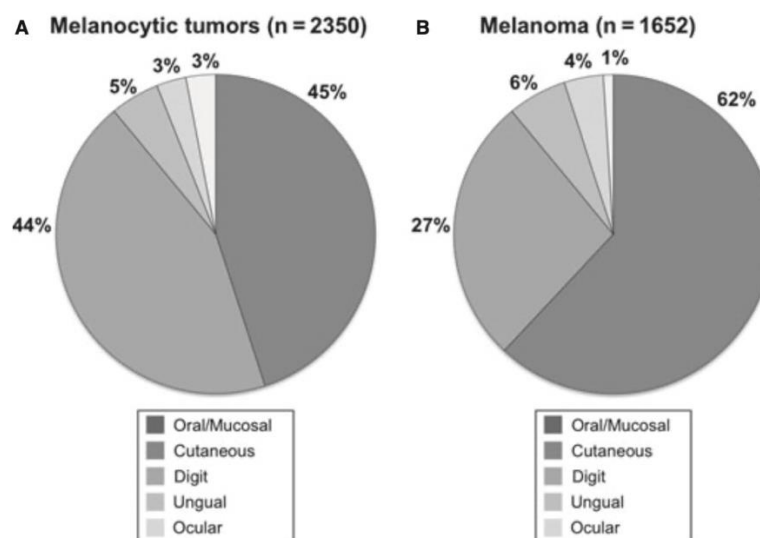 A Melanocytic tumors (n = 2350)
3%
3%
5%
45%
44%
Oral/Mucosal
Cutaneous
Digit
Ungual
Ocular
B Melanoma (n = 1652)
1%
4%
6%
62%
27%
Oral/Mucosal
Cutaneous
Digit
Ungual
Ocular